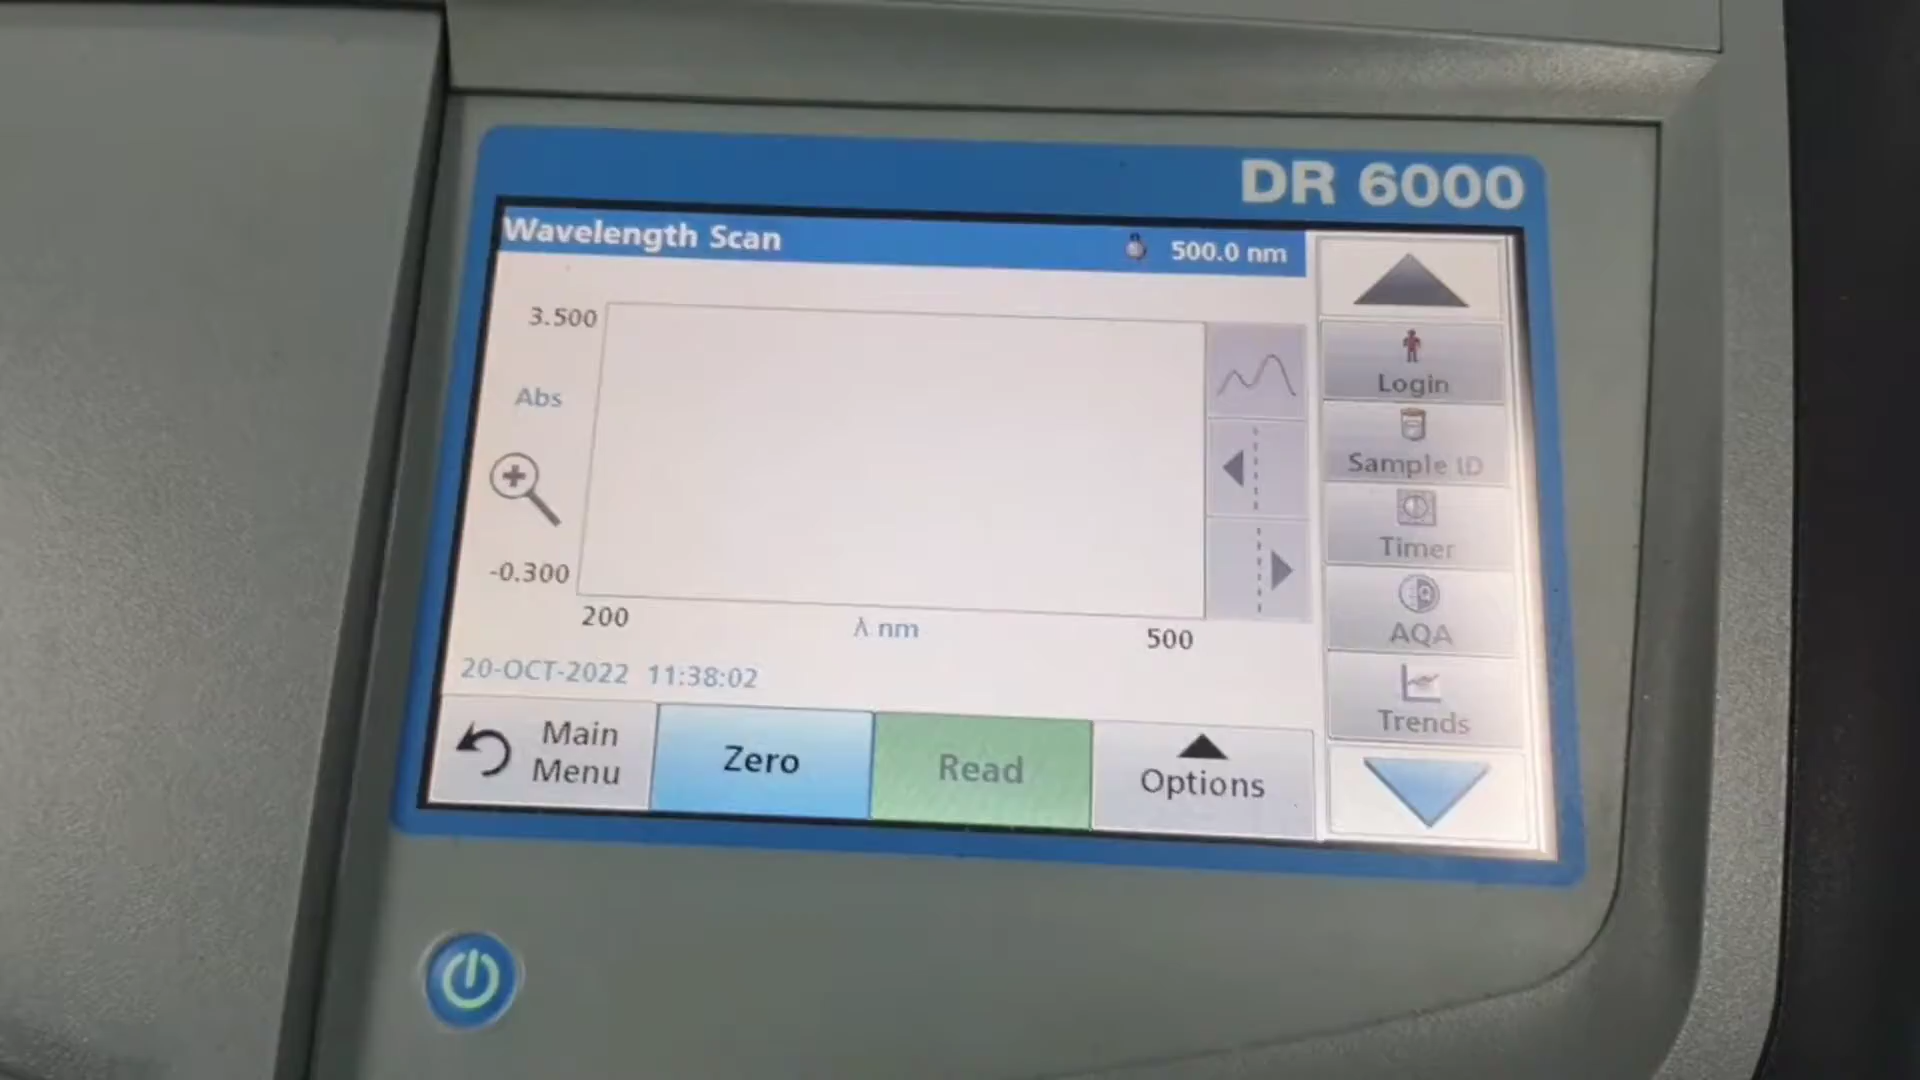 DR 6000
Wavelength Scan
500.0 nm
3.500
Abs
-0.300
200
λ nm
500
20-OCT-2022 11:38:02
Main
Menu
Zero
Read
Options
Login
Sample ID
Timer
AQA
Trends